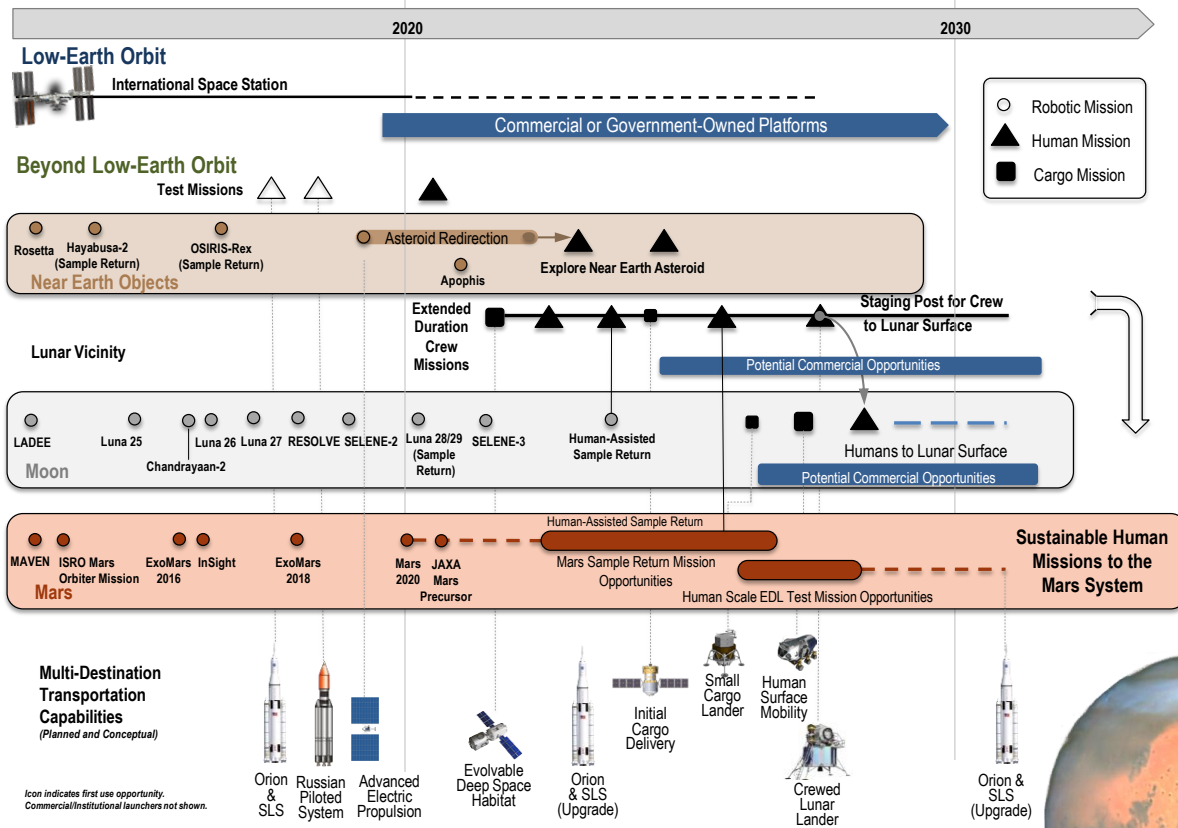 2020
2030
Low-Earth Orbit
International Space Station
Commercial or Government-Owned Platforms
Robotic Mission
Human Mission
Cargo Mission
Beyond Low-Earth Orbit
Test Missions
Rosetta
Hayabusa-2
(Sample Return)
OSIRIS-Rex
(Sample Return)
Asteroid Redirection
Apophis
Explore Near Earth Asteroid
Near Earth Objects
Extended
Duration
Crew
Missions
Staging Post for Crew
to Lunar Surface
Lunar Vicinity
Potential Commercial Opportunities
LADEE
Luna 25
Chandrayaan-2
Luna 26
Luna 27
RESOLVE
SELENE-2
Luna 28/29
(Sample
Return)
SELENE-3
Human-Assisted
Sample Return
Humans to Lunar Surface
Potential Commercial Opportunities
Moon
MAVEN
ISRO Mars
Orbiter Mission
ExoMars
2016
InSight
ExoMars
2018
Mars
2020
JAXA
Mars
Precursor
Human-Assisted Sample Return
Mars Sample Return Mission
Opportunities
Human Scale EDL Test Mission Opportunities
Sustainable Human
Missions to the
Mars System
Mars
Multi-Destination
Transportation
Capabilities
(Planned and Conceptual)
Orion
& SLS
Russian
Piloted
System
Advanced
Electric
Propulsion
Evolvable
Deep Space
Habitat
Orion
& SLS
(Upgrade)
Initial
Cargo
Delivery
Small
Cargo
Lander
Human
Surface
Mobility
Crewed
Lunar
Lander
Orion &
SLS
(Upgrade)
Icon indicates first use opportunity.
Commercial/Institutional launchers not shown.